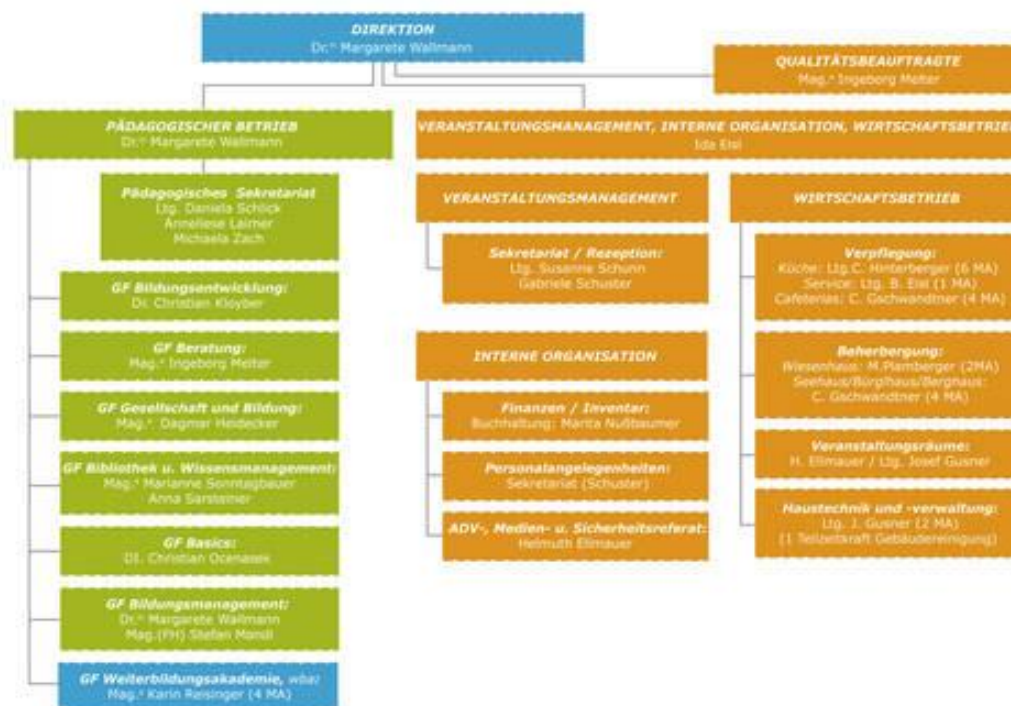 DIREKTION
Dr.in Margarete Wallmann
QUALITÄTSBEAUFTRAGTE
Mag.a Ingeborg Melter
PÄDAGOGISCHER BETRIEB
Dr.in Margarete Wallmann
Pädagogisches Sekretariat
Ltg. Daniela Schlick
Anneliese Laimer
Michaela Zach
GF Bildungsentwicklung:
Dr. Christian Kloyber
GF Beratung:
Mag.a Ingeborg Melter
GF Gesellschaft und Bildung:
Mag.a Dagmar Heidecker
GF Bibliothek u. Wissensmanagement:
Mag.a Marianne Sonntagbauer
Anna Sarsteiner
GF Basics:
DI. Christian Ocenasek
GF Bildungsmanagement:
Dr.in Margarete Wallmann
Mag.(FH) Stefan Mandl
GF Weiterbildungsakademie, wba:
Mag.a Karin Reisinger (4 MA)
VERANSTALTUNGSMANAGEMENT, INTERNE ORGANISATION, WIRTSCHAFTSBETRIEB
Ida Eisl
VERANSTALTUNGSMANAGEMENT
Sekretariat / Rezeption:
Ltg. Susanne Schunn
Gabriele Schuster
INTERNE ORGANISATION
Finanzen / Inventar:
Buchhaltung: Marita Nußbaumer
Personalangelegenheiten:
Sekretariat (Schuster)
ADV-, Medien- u. Sicherheitsreferat:
Helmuth Ellmauer
WIRTSCHAFTSBETRIEB
Verpflegung:
Küche: Ltg.C. Hinterberger (6 MA)
Service: Ltg. B. Eisl (1 MA)
Cafeterias: C. Gschwandtner (4 MA)
Beherbergung:
Wiesenhaus: M.Plamberger (2MA)
Seehaus/Bürglhaus/Berghaus:
C. Gschwandtner (4 MA)
Veranstaltungsräume:
H. Ellmauer / Ltg. Josef Gusner
Haustechnik und -verwaltung:
Ltg. J. Gusner (2 MA)
(1 Teilzeitkraft Gebäudereinigung)